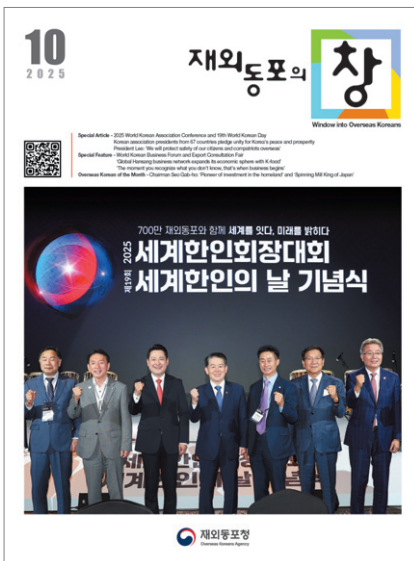 10
2025
재외동포의 창
Window into Overseas Koreans
Special Article - 2025 World Korean Association Conference and 19th World Korean Day
Korean association presidents from 67 countries pledge unity for Korea's peace and prosperity
President Lee: 'We will protect safety of our citizens and compatriots overseas'
Special Feature - World Korean Business Forum and Export Consultation Fair
'Global Hansang business network expands its economic sphere with K-food'
'The moment you recognize what you don't know, that's when business begins'
Overseas Korean of the Month - Chairman Seo Gab-ho: 'Pioneer of investment in the homeland' and 'Spinning Mill King of Japan'
700만 재외동포와 함께 세계를 잇다, 미래를 밝히다
2025 세계한인회장대회
제19회 세계한인의 날 기념식
재외동포청
Overseas Koreans Agency